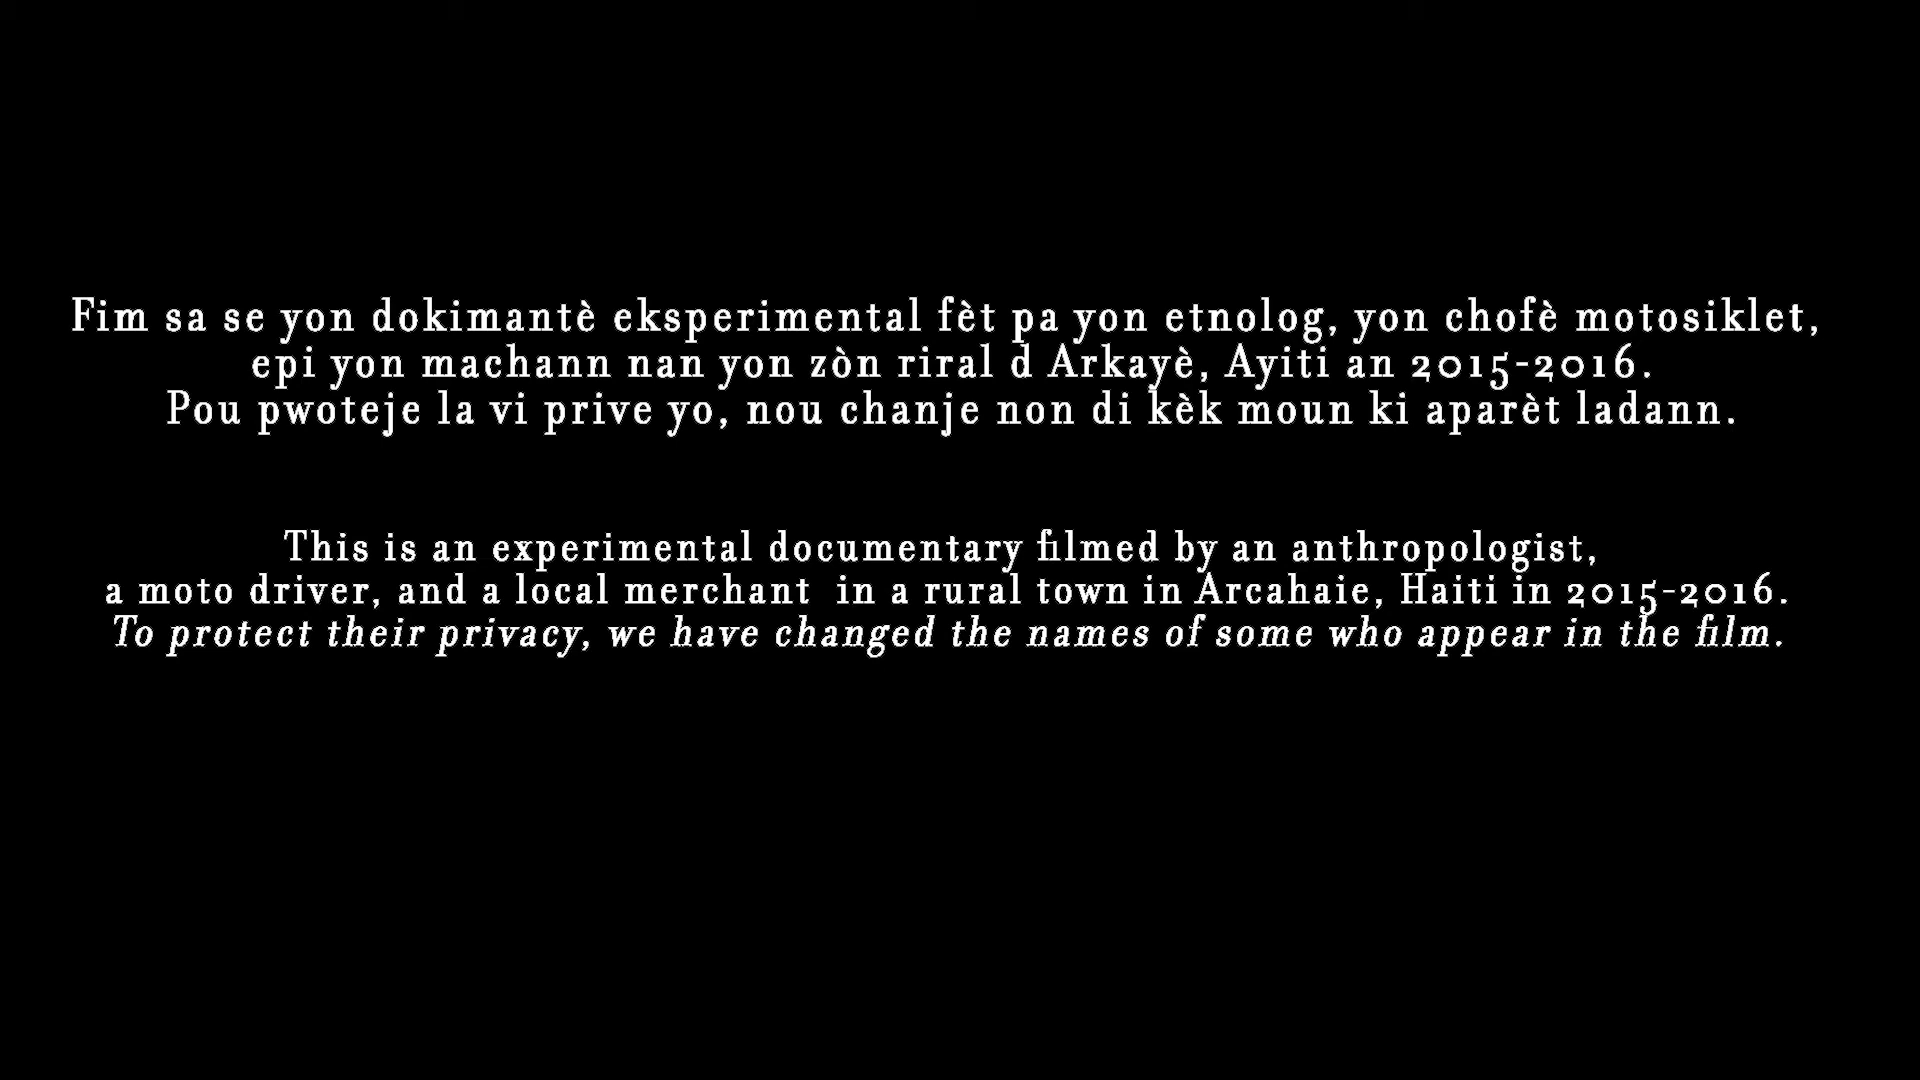 Fim sa se yon dokimantè eksperimental fèt pa yon etnolog, yon chofè motosiklet,
epi yon machann nan yon zòn riral d Arkayè, Ayiti an 2015-2016.
Pou pwoteje la vi prive yo, nou chanje non di kèk moun ki aparèt ladann.
This is an experimental documentary filmed by an anthropologist,
a moto driver, and a local merchant in a rural town in Arcahaie, Haiti in 2015-2016.
To protect their privacy, we have changed the names of some who appear in the film.